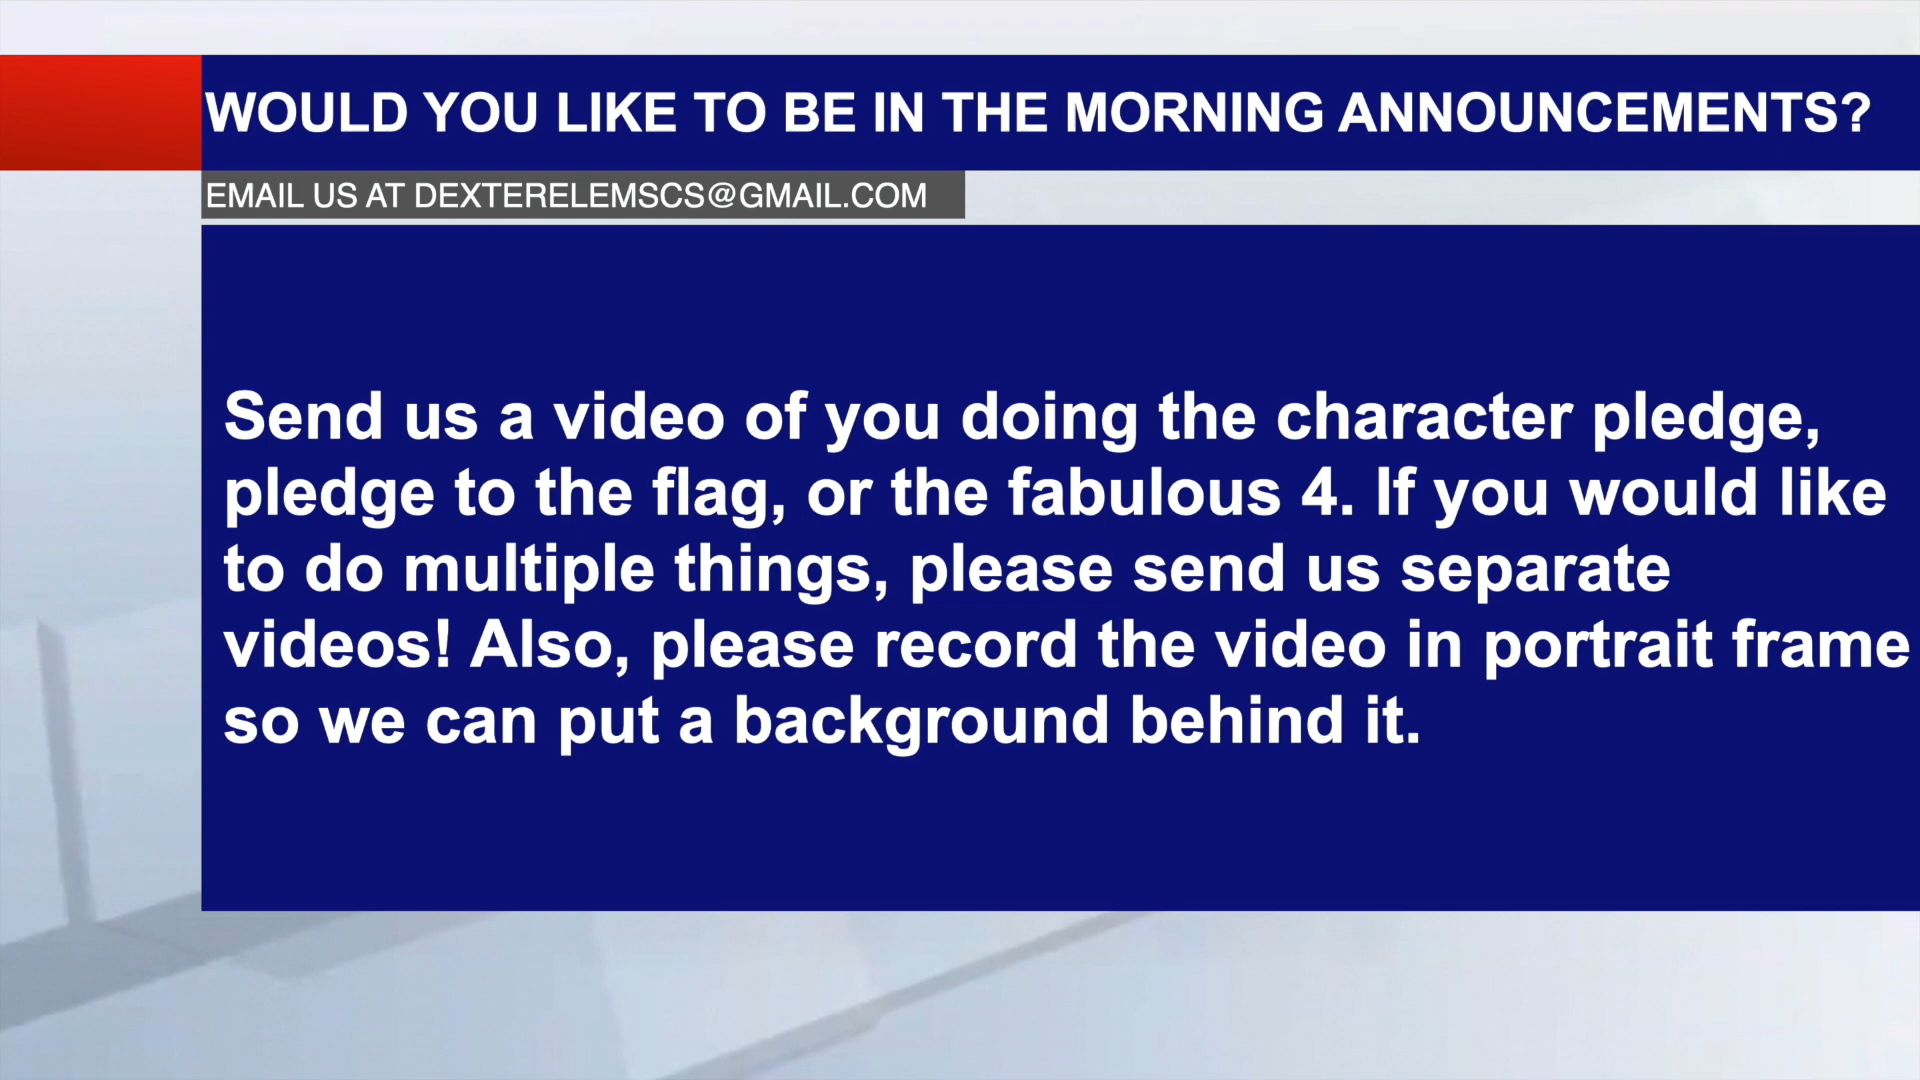 WOULD YOU LIKE TO BE IN THE MORNING ANNOUNCEMENTS?
EMAIL US AT DEXTERELEMSCS@GMAIL.COM
Send us a video of you doing the character pledge,
pledge to the flag, or the fabulous 4. If you would like
to do multiple things, please send us separate
videos! Also, please record the video in portrait frame
so we can put a background behind it.